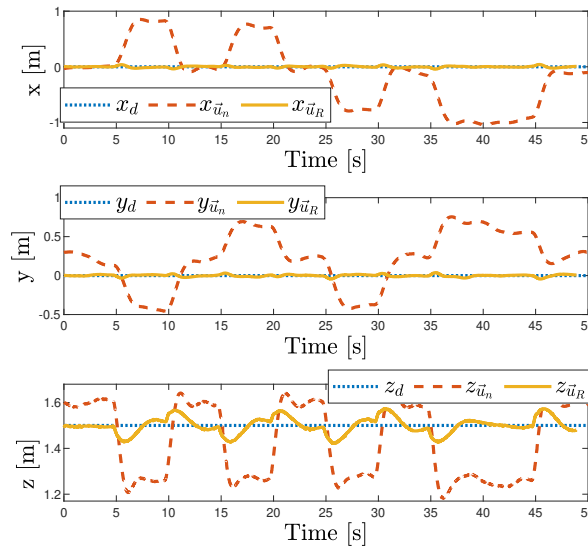 1
0
-1
x [m]
x_d x_{\vec{u}_n} x_{\vec{u}_R}
0 5 10 15 20 25 30 35 40 45 50
Time [s]
1
0.5
0
-0.5
y [m]
y_d y_{\vec{u}_n} y_{\vec{u}_R}
0 5 10 15 20 25 30 35 40 45 50
Time [s]
1.6
1.4
1.2
z [m]
z_d z_{\vec{u}_n} z_{\vec{u}_R}
0 5 10 15 20 25 30 35 40 45 50
Time [s]